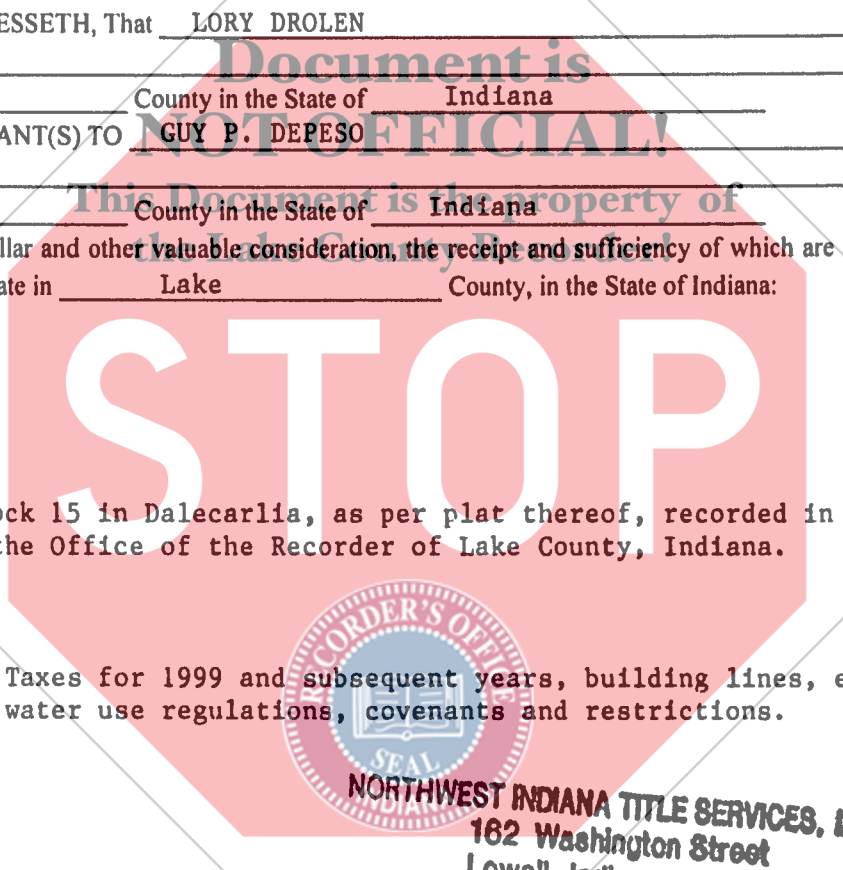 ESSETH, That LORY DROLEN
Document is
County in the State of Indiana
NOT OFFICIAL!
ANT(S) TO GUY P. DEPESO
This Document is the property of
County in the State of Indiana
the Lake County Recorder!
llar and other valuable consideration, the receipt and sufficiency of which are
ate in Lake County, in the State of Indiana:
STOP
ock 15 in Dalecarlia, as per plat thereof, recorded in
the Office of the Recorder of Lake County, Indiana.
RECORDER'S OFFICE
Taxes for 1999 and subsequent years, building lines, e
water use regulations, covenants and restrictions.
SEAL
INDIANA
NORTHWEST INDIANA TITLE SERVICES,
162 Washington Street
Lowell,